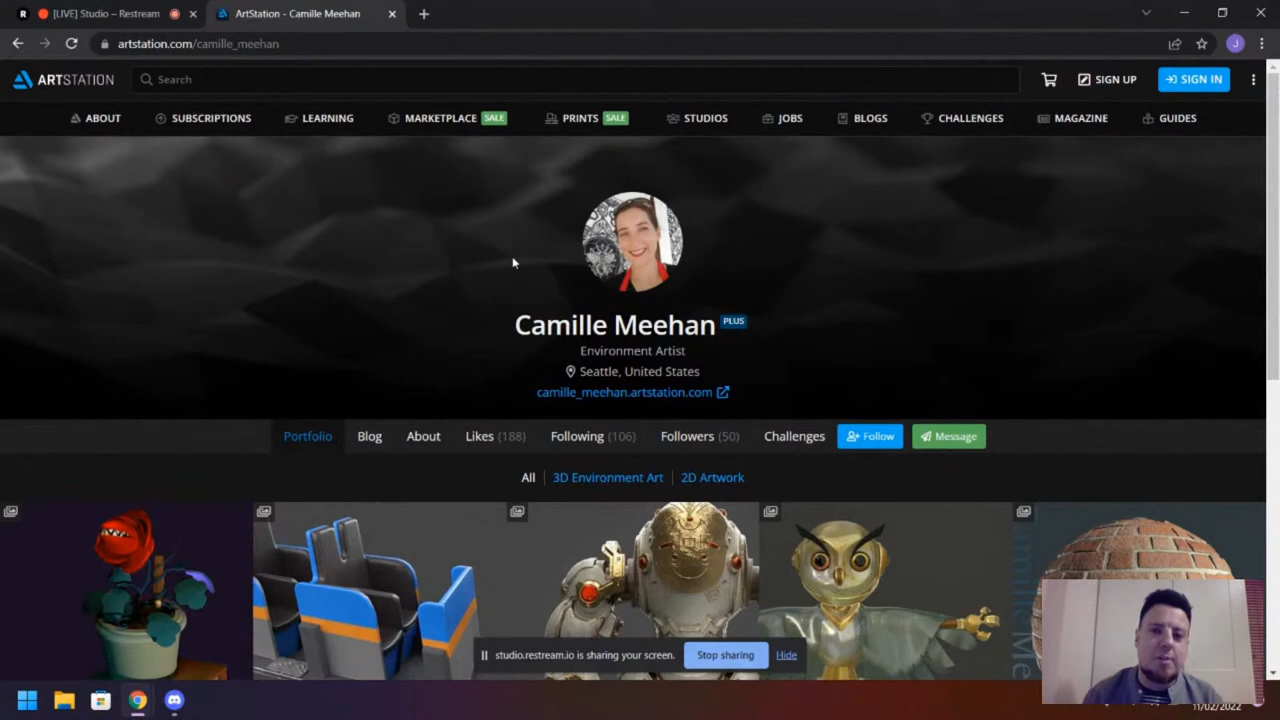 [LIVE] Studio – Restream
ArtStation - Camille Meehan
artstation.com/camille_meehan
J
ARTSTATION
Search
SIGN UP
SIGN IN
ABOUT
SUBSCRIPTIONS
LEARNING
MARKETPLACE SALE
PRINTS SALE
STUDIOS
JOBS
BLOGS
CHALLENGES
MAGAZINE
GUIDES
Camille Meehan PLUS
Environment Artist
Seattle, United States
camille_meehan.artstation.com
Portfolio
Blog
About
Likes (188)
Following (106)
Followers (50)
Challenges
Follow
Message
All
3D Environment Art
2D Artwork
studio.restream.io is sharing your screen.
Stop sharing
Hide
11/02/2022